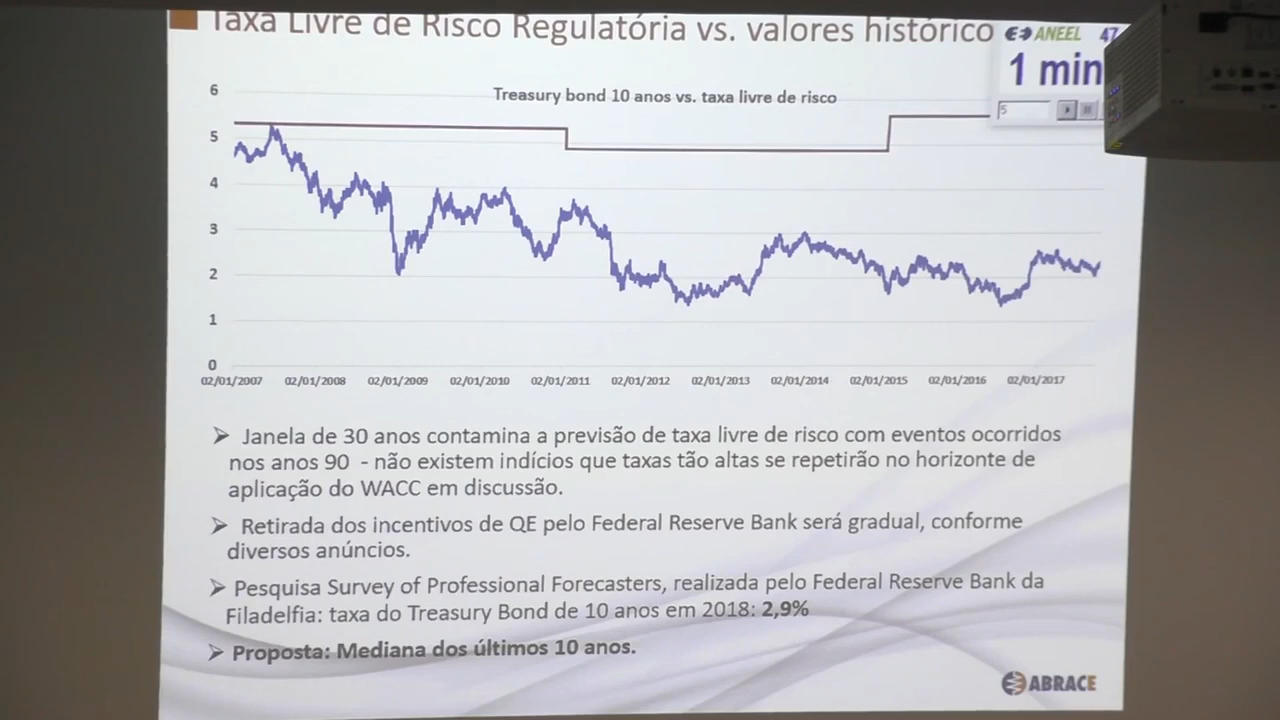 Taxa Livre de Risco Regulatória vs. valores histórico
ANEEL 47
1 min
5
Treasury bond 10 anos vs. taxa livre de risco
6
5
4
3
2
1
0
02/01/2007 02/01/2008 02/01/2009 02/01/2010 02/01/2011 02/01/2012 02/01/2013 02/01/2014 02/01/2015 02/01/2016 02/01/2017
➢ Janela de 30 anos contamina a previsão de taxa livre de risco com eventos ocorridos
nos anos 90 - não existem indícios que taxas tão altas se repetirão no horizonte de
aplicação do WACC em discussão.
➢ Retirada dos incentivos de QE pelo Federal Reserve Bank será gradual, conforme
diversos anúncios.
➢ Pesquisa Survey of Professional Forecasters, realizada pelo Federal Reserve Bank da
Filadelfia: taxa do Treasury Bond de 10 anos em 2018: 2,9%
➢ Proposta: Mediana dos últimos 10 anos.
ABRACE